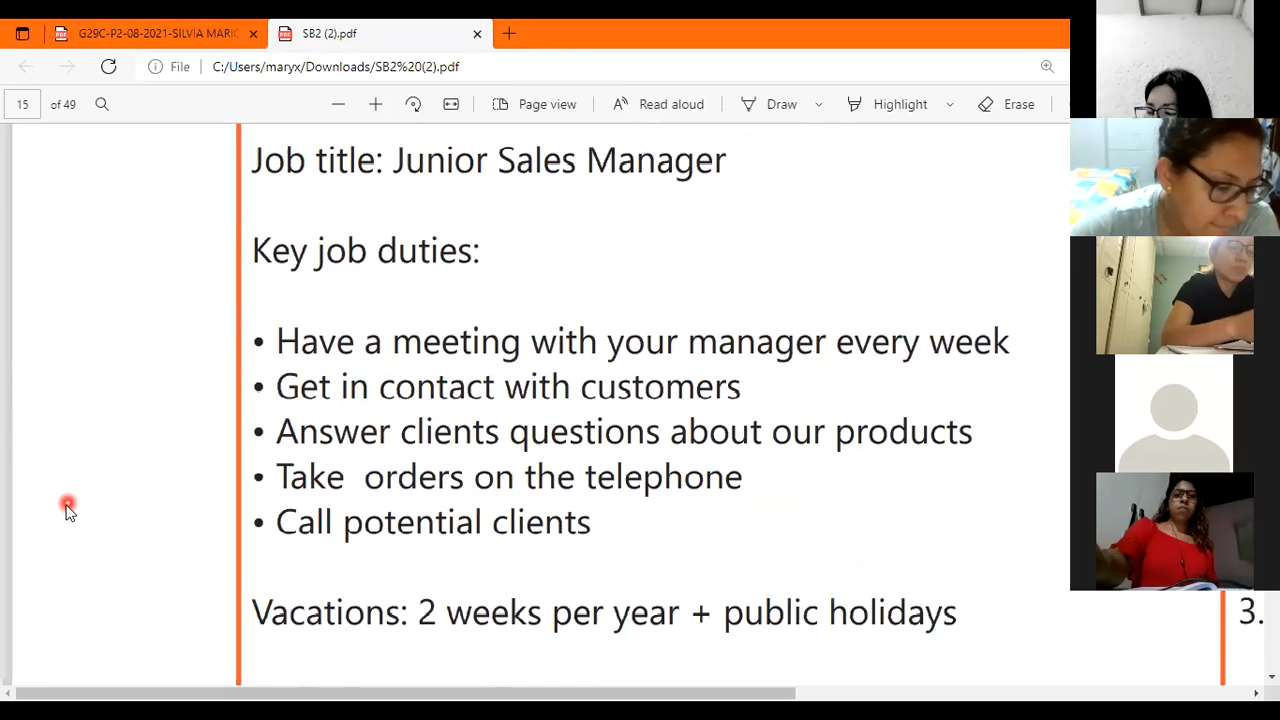 G29C-P2-08-2021-SILVIA MARI
SB2 (2).pdf
File C:/Users/maryx/Downloads/SB2%20(2).pdf
15 of 49 Page view Read aloud Draw Highlight Erase
Job title: Junior Sales Manager
Key job duties:
• Have a meeting with your manager every week
• Get in contact with customers
• Answer clients questions about our products
• Take  orders on the telephone
• Call potential clients
Vacations: 2 weeks per year + public holidays
3.